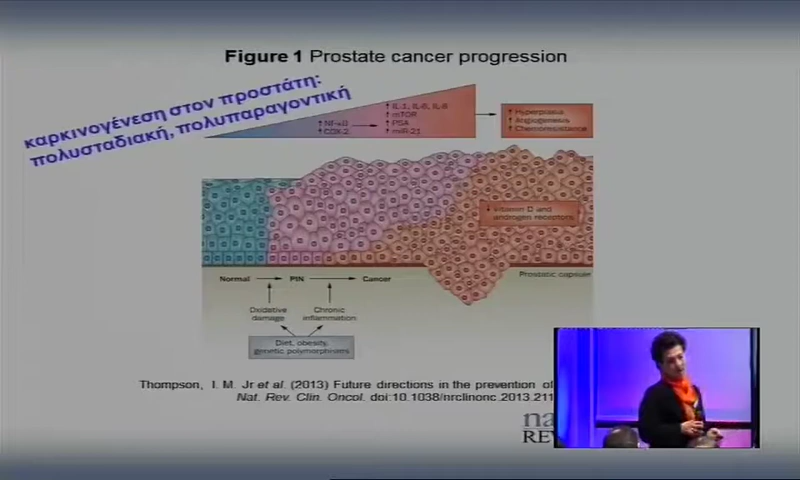 Figure 1 Prostate cancer progression
καρκινογένεση στον προστάτη:
πολυσταδιακή, πολυπαραγοντική
↑ NF-κB
↑ COX-2
↑ IL-1, IL-6, IL-8
↑ mTOR
↑ PSA
↑ miR-21
↑ Hyperplasia
↑ Angiogenesis
↑ Chemoresistance
↓ Vitamin D and
androgen receptors
Prostatic capsule
Normal → PIN → Cancer
Oxidative
damage
Chronic
inflammation
Diet, obesity,
genetic polymorphisms
Thompson, I. M. Jr et al. (2013) Future directions in the prevention of
Nat. Rev. Clin. Oncol. doi:10.1038/nrclinonc.2013.211
na
RE